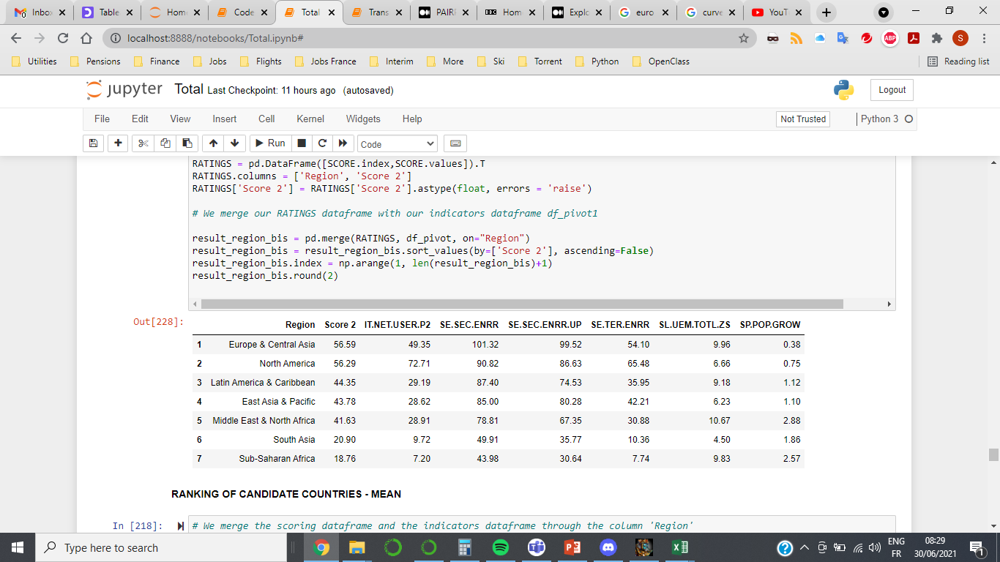 Inbo
Table
Hom
Code
Total
Trans
PAIRI
BBC Hom
Explo
euro
curve
YouT
localhost:8888/notebooks/Total.ipynb#
ABP
S
Utilities
Pensions
Finance
Jobs
Flights
Jobs France
Interim
More
Ski
Torrent
Python
OpenClass
Reading list
jupyter Total Last Checkpoint: 11 hours ago (autosaved)
Logout
File Edit View Insert Cell Kernel Widgets Help
Not Trusted
Python 3
Run
Code
RATINGS = pd.DataFrame([SCORE.index,SCORE.values]).T
RATINGS.columns = ['Region', 'Score 2']
RATINGS['Score 2'] = RATINGS['Score 2'].astype(float, errors = 'raise')
# We merge our RATINGS dataframe with our indicators dataframe df_pivot1
result_region_bis = pd.merge(RATINGS, df_pivot, on="Region")
result_region_bis = result_region_bis.sort_values(by=['Score 2'], ascending=False)
result_region_bis.index = np.arange(1, len(result_region_bis)+1)
result_region_bis.round(2)
Out[228]:
Region Score 2 IT.NET.USER.P2 SE.SEC.ENRR SE.SEC.ENRR.UP SE.TER.ENRR SL.UEM.TOTL.ZS SP.POP.GROW
1 Europe & Central Asia 56.59 49.35 101.32 99.52 54.10 9.96 0.38
2 North America 56.29 72.71 90.82 86.63 65.48 6.66 0.75
3 Latin America & Caribbean 44.35 29.19 87.40 74.53 35.95 9.18 1.12
4 East Asia & Pacific 43.78 28.62 85.00 80.28 42.21 6.23 1.10
5 Middle East & North Africa 41.63 28.91 78.81 67.35 30.88 10.67 2.88
6 South Asia 20.90 9.72 49.91 35.77 10.36 4.50 1.86
7 Sub-Saharan Africa 18.76 7.20 43.98 30.64 7.74 9.83 2.57
RANKING OF CANDIDATE COUNTRIES - MEAN
In [218]:
# We merge the scoring dataframe and the indicators dataframe through the column 'Region'
Type here to search
ENG
FR
08:29
30/06/2021
1